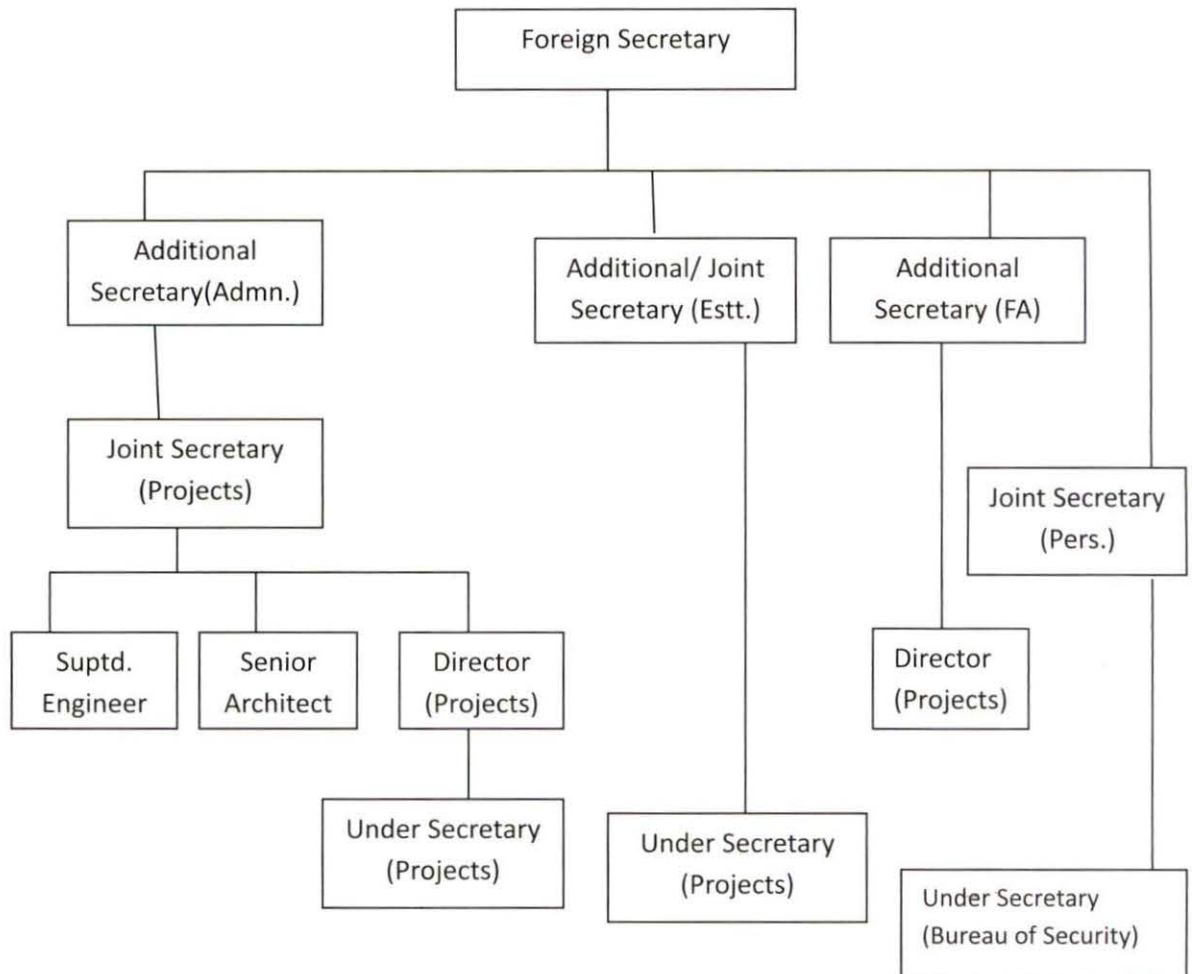 Foreign Secretary
Additional
Secretary(Admn.)
Additional/ Joint
Secretary (Estt.)
Additional
Secretary (FA)
Joint Secretary
(Projects)
Joint Secretary
(Pers.)
Suptd.
Engineer
Senior
Architect
Director
(Projects)
Director
(Projects)
Under Secretary
(Projects)
Under Secretary
(Projects)
Under Secretary
(Bureau of Security)